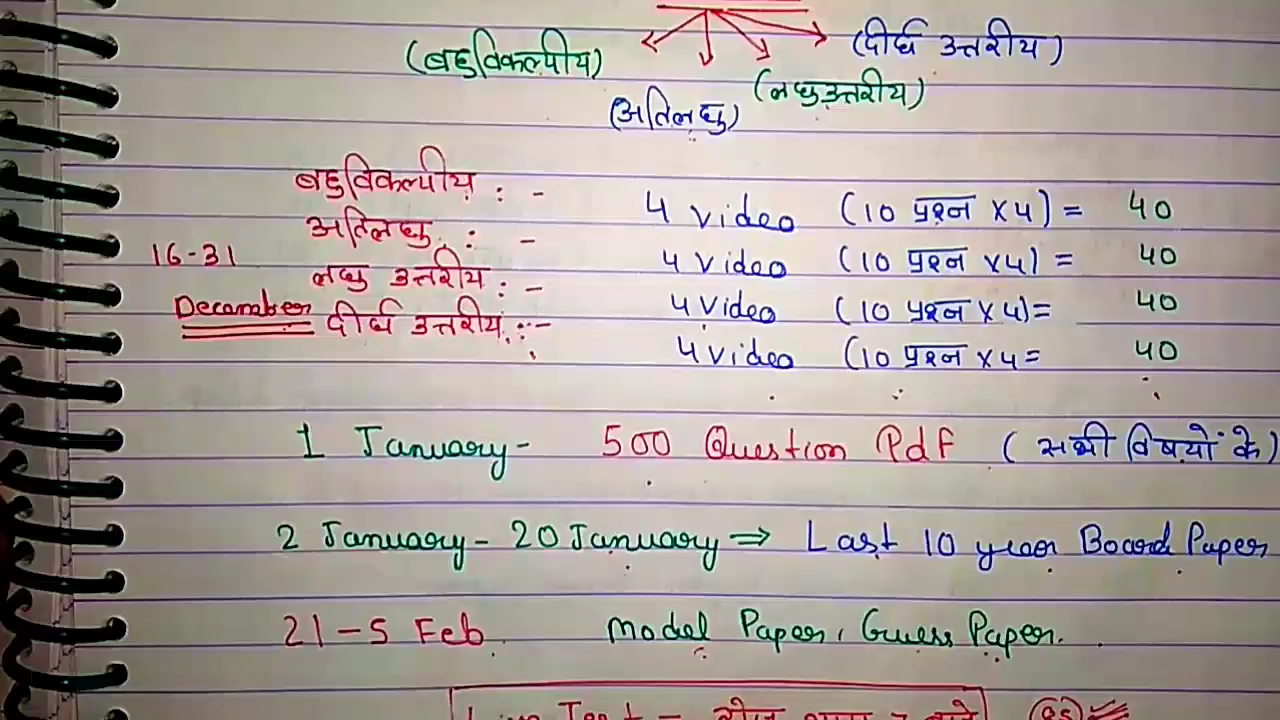 (बहुविकल्पीय)
(दीर्घ उत्तरीय)
(लघुउत्तरीय)
(अतिलघु)
बहुविकल्पीय : - 4 video (10 प्रश्न x4) = 40
अतिलघु : - 4 video (10 प्रश्न x4) = 40
16-31
लघु उत्तरीय : - 4 video (10 प्रश्न x4) = 40
Decamber
दीर्घ उत्तरीय : - 4 video (10 प्रश्न x4 = 40
1 January - 500 Question Pdf ( सभी विषयों के)
2 January - 20 January ⇒ Last 10 year Board Paper
21-5 Feb. Model Paper, Guess Paper.
Test -